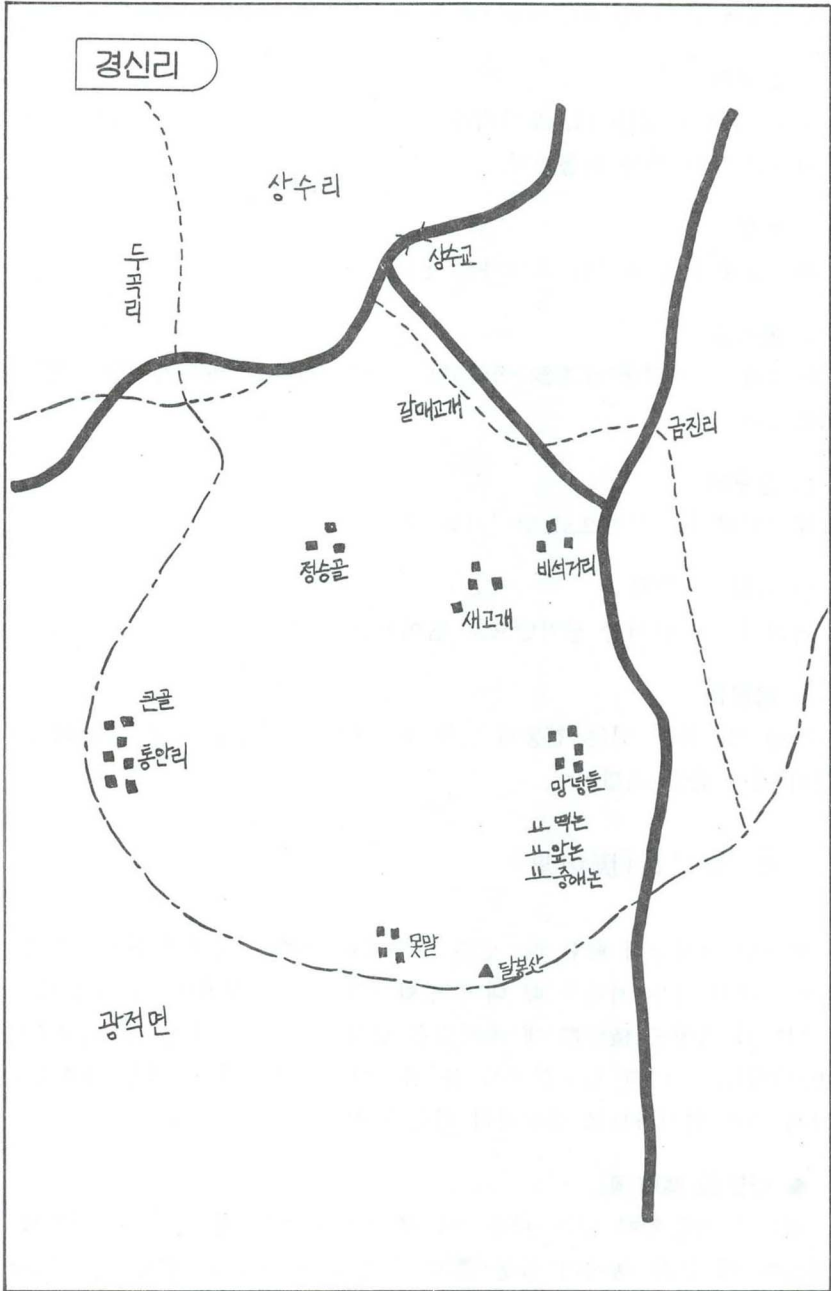 경신리
상수리
두곡리
상수교
갈매고개
금진리
정승골
비석거리
새고개
큰골
통안리
망넝들
떡논
앞논
중애논
못말
달봉산
광적면